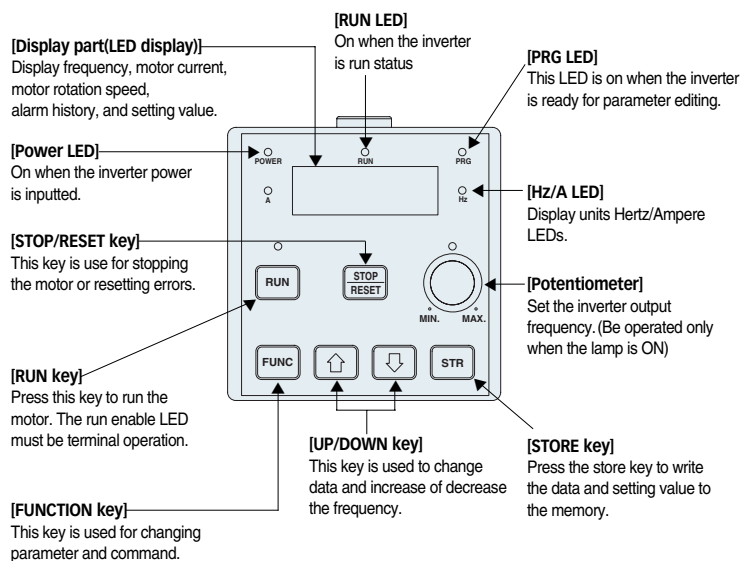 [RUN LED]
On when the inverter
is run status
[Display part(LED display)]
Display frequency, motor current,
motor rotation speed,
alarm history, and setting value.
[PRG LED]
This LED is on when the inverter
is ready for parameter editing.
[Power LED]
On when the inverter power
is inputted.
POWER
RUN
PRG
A
Hz
[Hz/A LED]
Display units Hertz/Ampere
LEDs.
[STOP/RESET key]
This key is use for stopping
the motor or resetting errors.
RUN
STOP
RESET
MIN.
MAX.
[Potentiometer]
Set the inverter output
frequency. (Be operated only
when the lamp is ON)
FUNC
STR
[RUN key]
Press this key to run the
motor. The run enable LED
must be terminal operation.
[UP/DOWN key]
This key is used to change
data and increase of decrease
the frequency.
[STORE key]
Press the store key to write
the data and setting value to
the memory.
[FUNCTION key]
This key is used for changing
parameter and command.